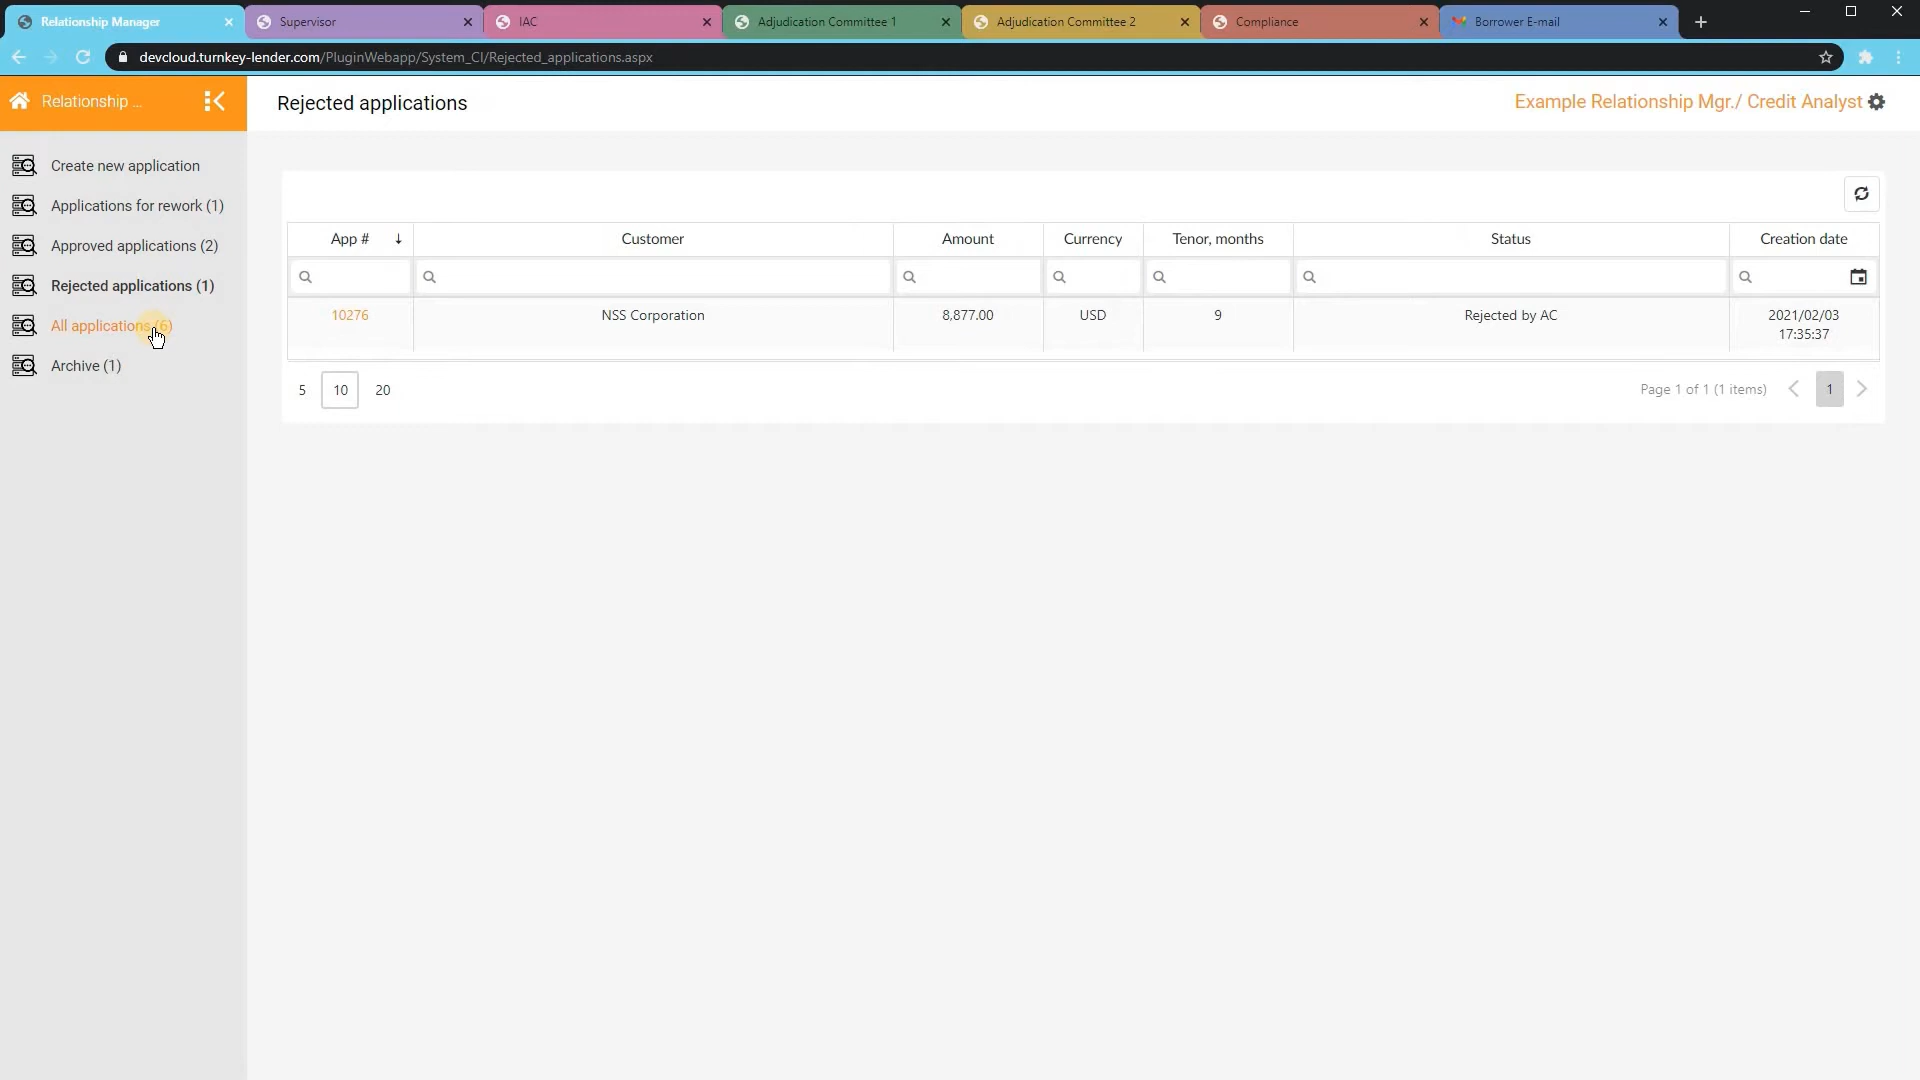 Relationship Manager
Supervisor
IAC
Adjudication Committee 1
Adjudication Committee 2
Compliance
Borrower E-mail
devcloud.turnkey-lender.com/PluginWebapp/System_CI/Rejected_applications.aspx
Relationship ...
Rejected applications
Example Relationship Mgr./ Credit Analyst
Create new application
Applications for rework (1)
Approved applications (2)
Rejected applications (1)
All applications (6)
Archive (1)
App # ↓ Customer Amount Currency Tenor, months Status Creation date
10276 NSS Corporation 8,877.00 USD 9 Rejected by AC 2021/02/03
17:35:37
5 10 20 Page 1 of 1 (1 items) 1